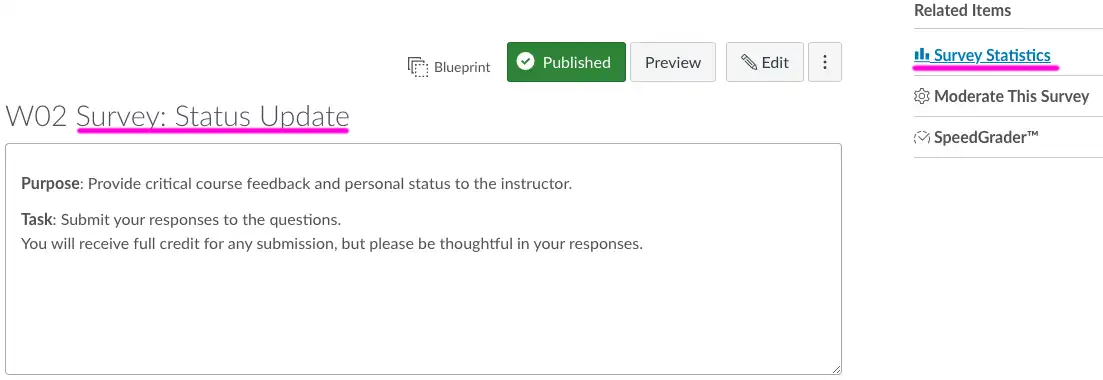 Related Items
Blueprint
Published
Preview
Edit
Survey Statistics
Moderate This Survey
SpeedGrader™
W02 Survey: Status Update
Purpose: Provide critical course feedback and personal status to the instructor.
Task: Submit your responses to the questions.
You will receive full credit for any submission, but please be thoughtful in your responses.